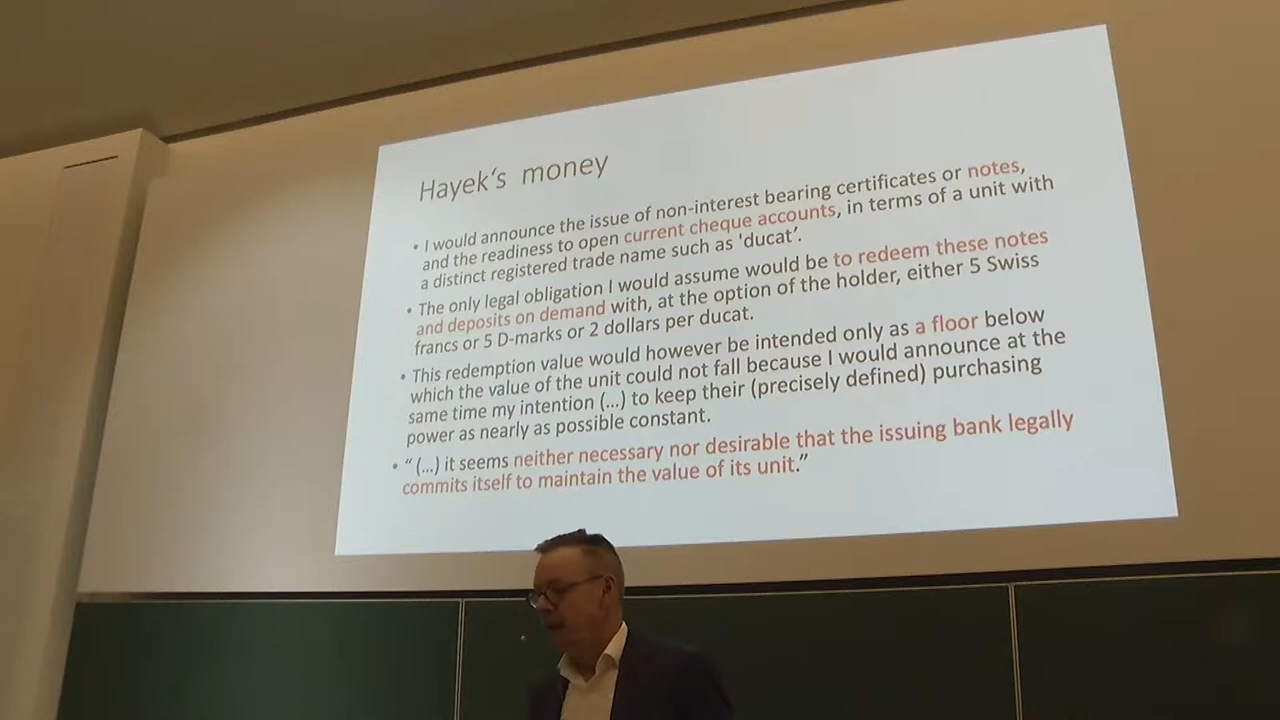 Hayek's money
• I would announce the issue of non-interest bearing certificates or notes,
and the readiness to open current cheque accounts, in terms of a unit with
a distinct registered trade name such as 'ducat'.
• The only legal obligation I would assume would be to redeem these notes
and deposits on demand with, at the option of the holder, either 5 Swiss
francs or 5 D-marks or 2 dollars per ducat.
• This redemption value would however be intended only as a floor below
which the value of the unit could not fall because I would announce at the
same time my intention (...) to keep their (precisely defined) purchasing
power as nearly as possible constant.
• “ (...) it seems neither necessary nor desirable that the issuing bank legally
commits itself to maintain the value of its unit.”